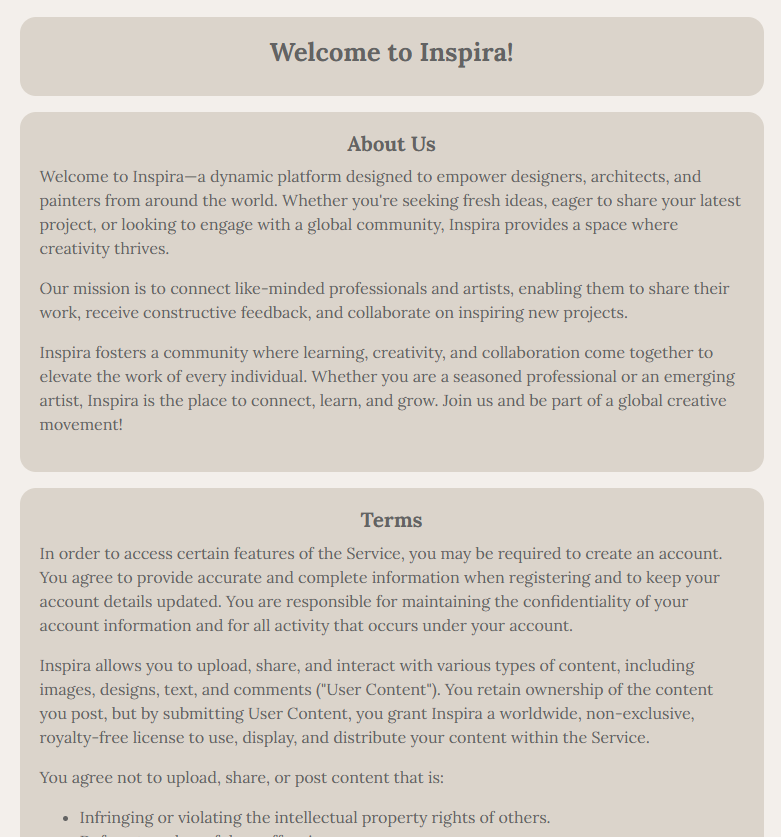 Welcome to Inspira!
About Us
Welcome to Inspira—a dynamic platform designed to empower designers, architects, and
painters from around the world. Whether you're seeking fresh ideas, eager to share your latest
project, or looking to engage with a global community, Inspira provides a space where
creativity thrives.
Our mission is to connect like-minded professionals and artists, enabling them to share their
work, receive constructive feedback, and collaborate on inspiring new projects.
Inspira fosters a community where learning, creativity, and collaboration come together to
elevate the work of every individual. Whether you are a seasoned professional or an emerging
artist, Inspira is the place to connect, learn, and grow. Join us and be part of a global creative
movement!
Terms
In order to access certain features of the Service, you may be required to create an account.
You agree to provide accurate and complete information when registering and to keep your
account details updated. You are responsible for maintaining the confidentiality of your
account information and for all activity that occurs under your account.
Inspira allows you to upload, share, and interact with various types of content, including
images, designs, text, and comments ("User Content"). You retain ownership of the content
you post, but by submitting User Content, you grant Inspira a worldwide, non-exclusive,
royalty-free license to use, display, and distribute your content within the Service.
You agree not to upload, share, or post content that is:
• Infringing or violating the intellectual property rights of others.